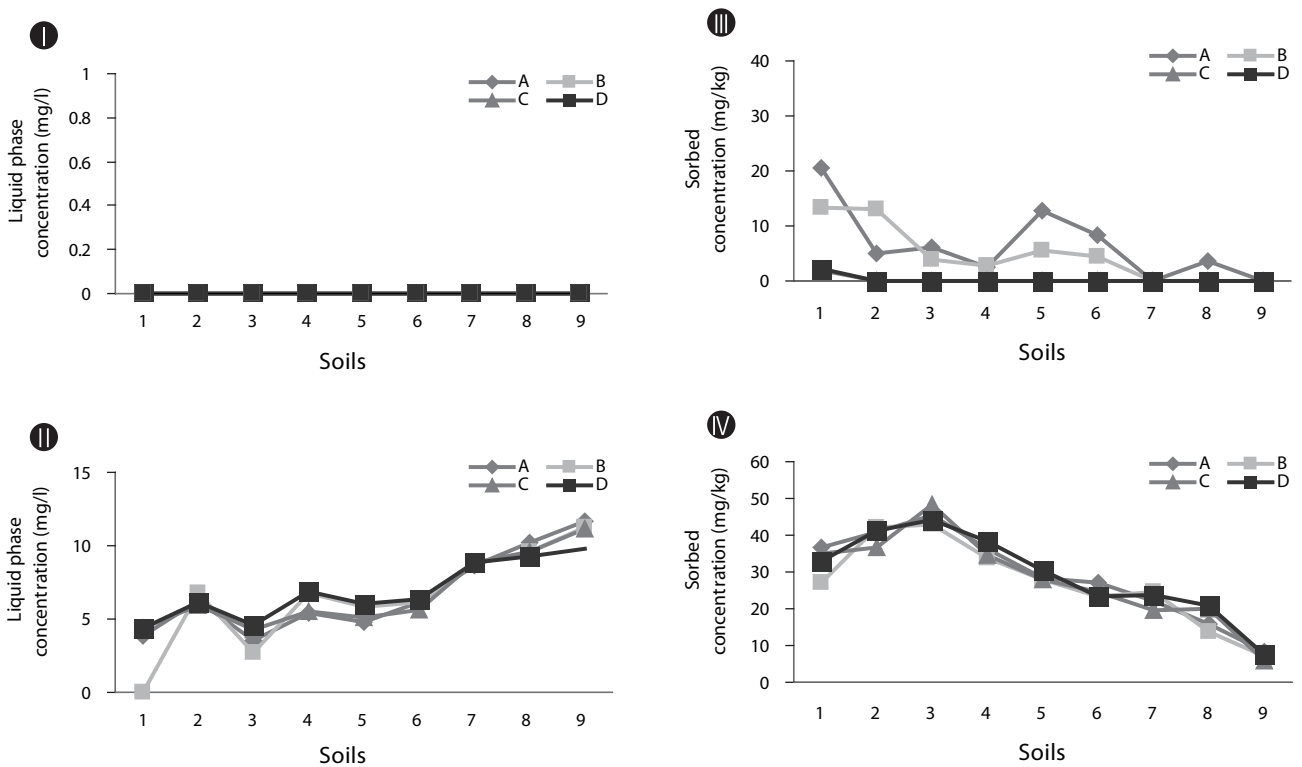 I
Liquid phase
concentration (mg/l)
1
0.8
0.6
0.4
0.2
0
A B
C D
1 2 3 4 5 6 7 8 9
Soils
III
Sorbed
concentration (mg/kg)
40
30
20
10
0
A B
C D
1 2 3 4 5 6 7 8 9
Soils
II
Liquid phase
concentration (mg/l)
15
10
5
0
A B
C D
1 2 3 4 5 6 7 8 9
Soils
IV
Sorbed
concentration (mg/kg)
60
50
40
30
20
10
0
A B
C D
1 2 3 4 5 6 7 8 9
Soils